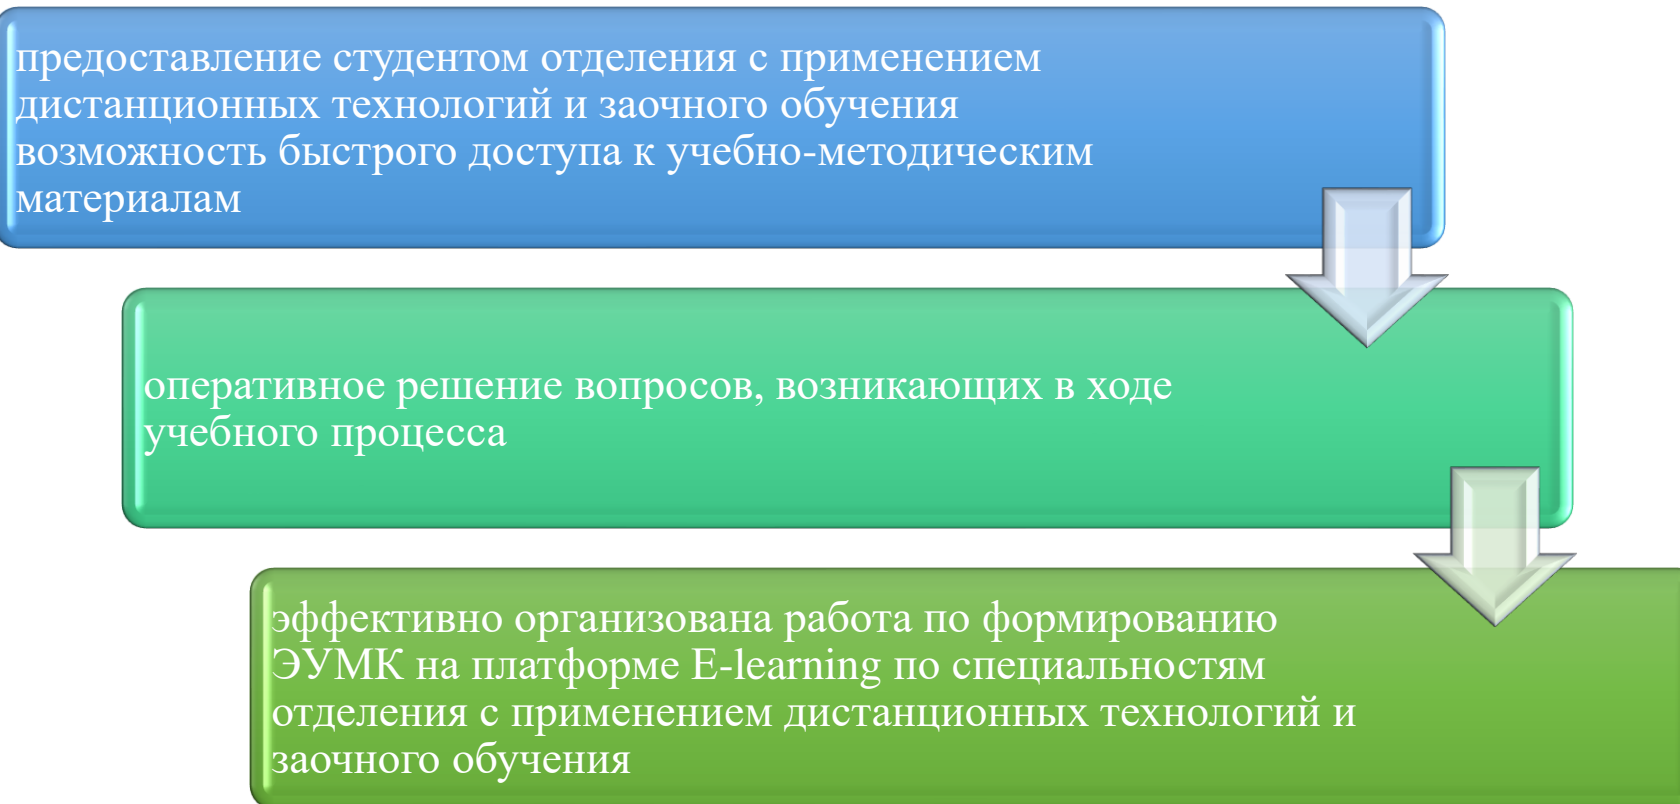 предоставление студентом отделения с применением
дистанционных технологий и заочного обучения
возможность быстрого доступа к учебно-методическим
материалам
оперативное решение вопросов, возникающих в ходе
учебного процесса
эффективно организована работа по формированию
ЭУМК на платформе E-learning по специальностям
отделения с применением дистанционных технологий и
заочного обучения